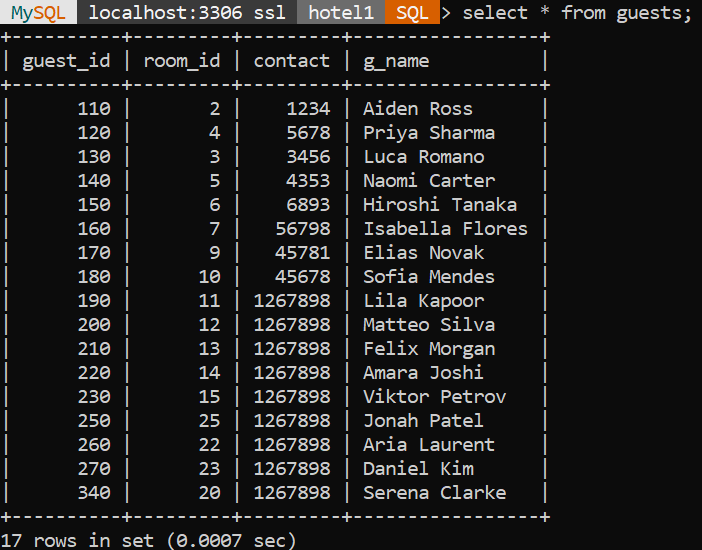 MySQL localhost:3306 ssl hotel1 SQL > select * from guests;
+----------+---------+---------+-----------------+
| guest_id | room_id | contact | g_name          |
+----------+---------+---------+-----------------+
|      110 |       2 |    1234 | Aiden Ross      |
|      120 |       4 |    5678 | Priya Sharma    |
|      130 |       3 |    3456 | Luca Romano     |
|      140 |       5 |    4353 | Naomi Carter    |
|      150 |       6 |    6893 | Hiroshi Tanaka  |
|      160 |       7 |   56798 | Isabella Flores |
|      170 |       9 |   45781 | Elias Novak     |
|      180 |      10 |   45678 | Sofia Mendes    |
|      190 |      11 | 1267898 | Lila Kapoor     |
|      200 |      12 | 1267898 | Matteo Silva    |
|      210 |      13 | 1267898 | Felix Morgan    |
|      220 |      14 | 1267898 | Amara Joshi     |
|      230 |      15 | 1267898 | Viktor Petrov   |
|      250 |      25 | 1267898 | Jonah Patel     |
|      260 |      22 | 1267898 | Aria Laurent    |
|      270 |      23 | 1267898 | Daniel Kim      |
|      340 |      20 | 1267898 | Serena Clarke   |
+----------+---------+---------+-----------------+
17 rows in set (0.0007 sec)